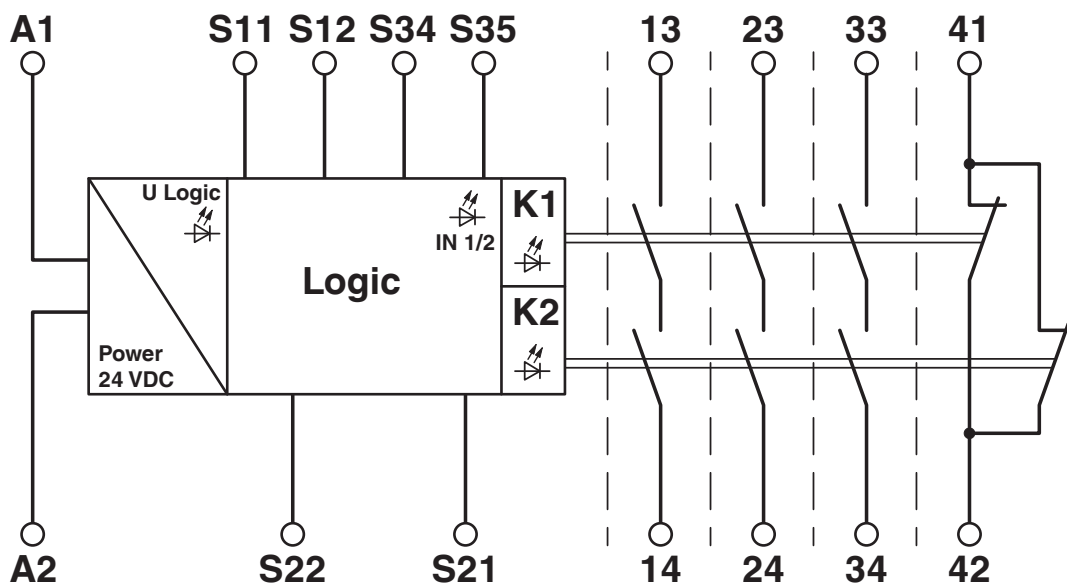 A1 S11 S12 S34 S35 13 23 33 41
U Logic
K1
IN 1/2
Logic
K2
Power
24 VDC
A2 S22 S21 14 24 34 42